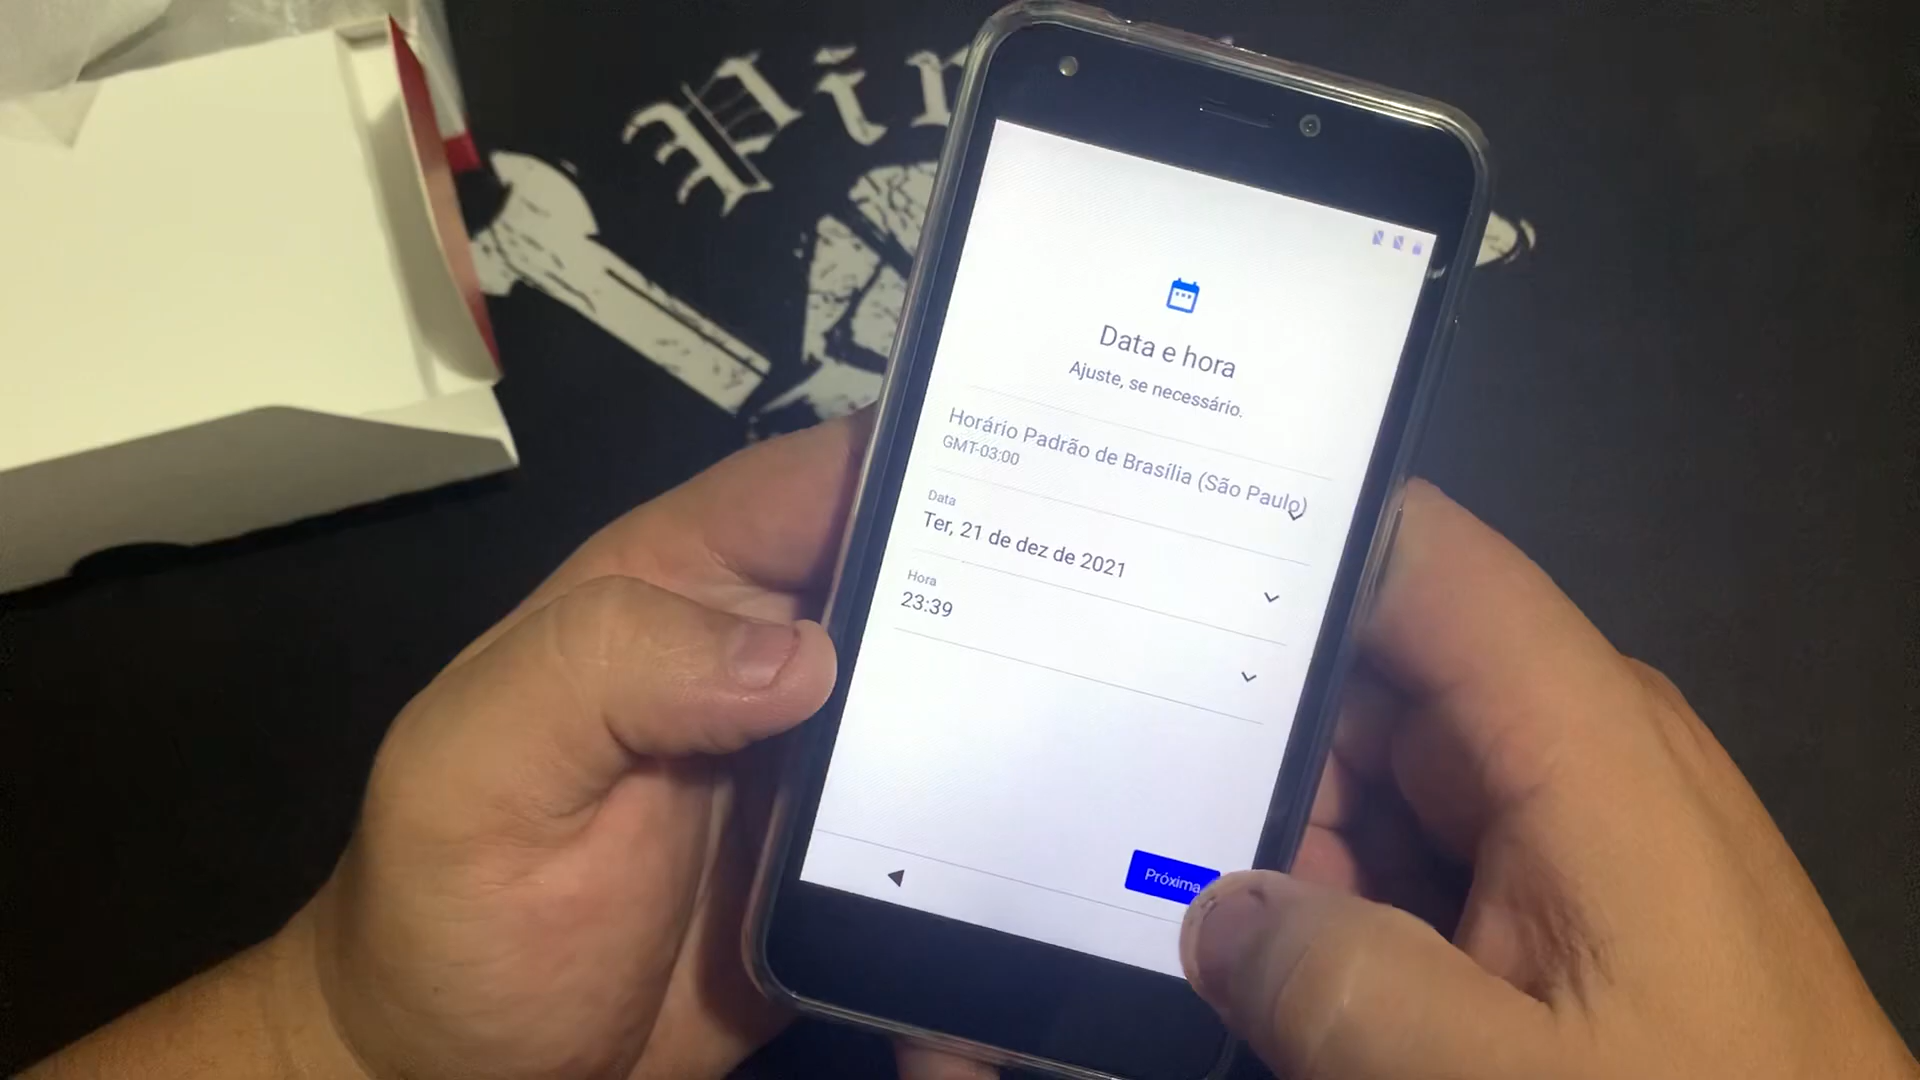 Data e hora
Ajuste, se necessário.
Horário Padrão de Brasília (São Paulo)
GMT-03:00
Data
Ter, 21 de dez de 2021
Hora
23:39
Próxima